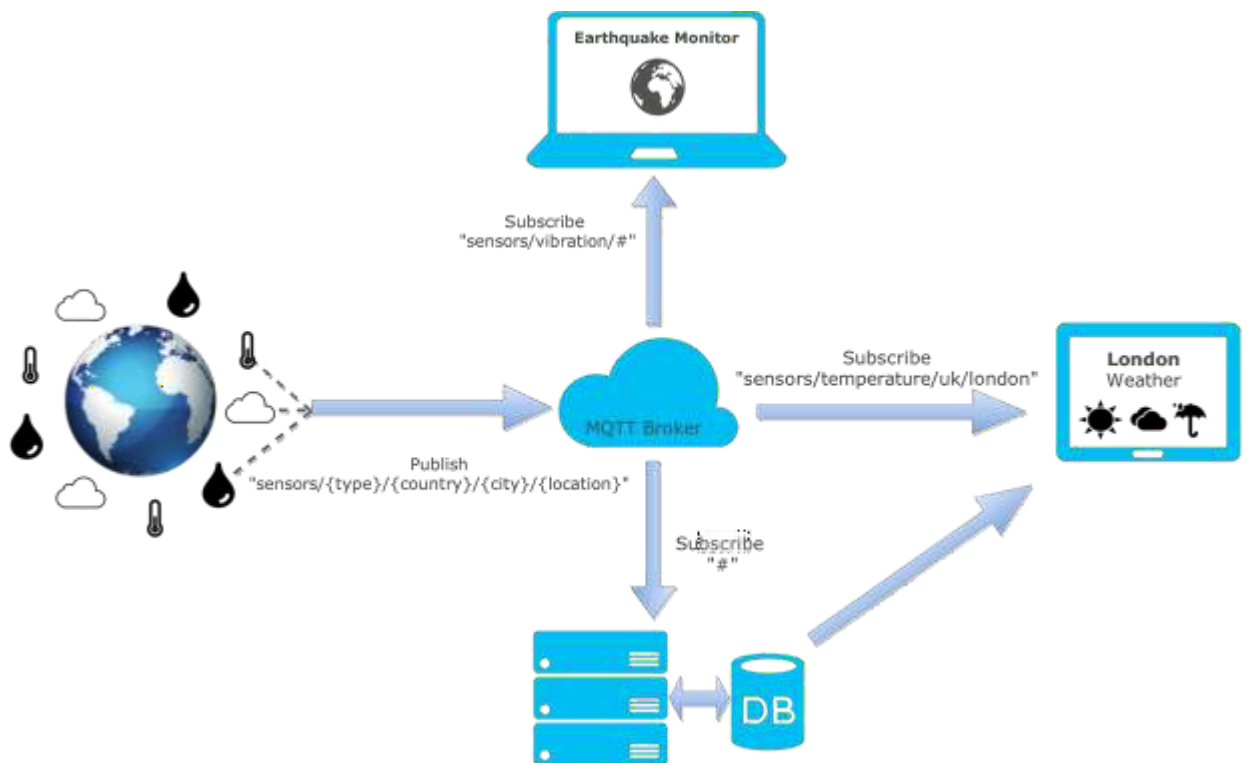 Earthquake Monitor
Subscribe
"sensors/vibration/#"
Subscribe
"sensors/temperature/uk/london"
London
Weather
MQTT Broker
Publish
"sensors/{type}/{country}/{city}/{location}"
Subscribe
"#"
DB